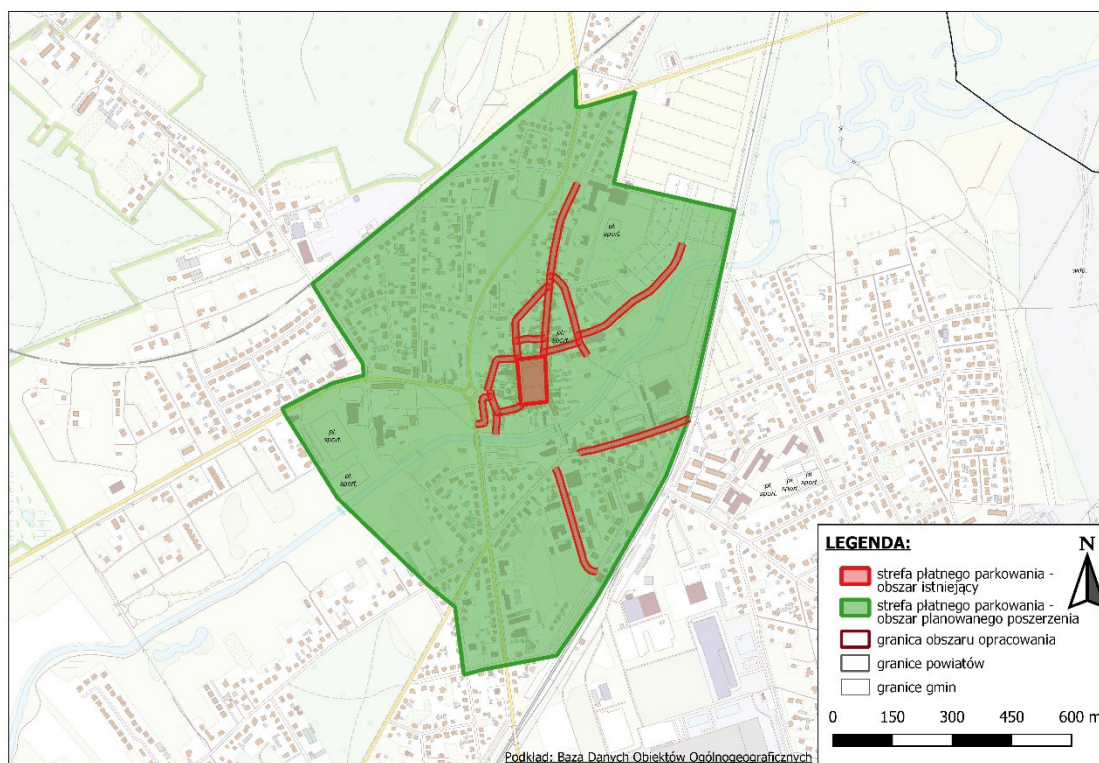 pl.
sport.
pl.
sport.
pl.
sport.
pl.
sport.
pl.
sport.
pl.
sport.
pl.
sport.
LEGENDA:
N
strefa płatnego parkowania -
obszar istniejący
strefa płatnego parkowania -
obszar planowanego poszerzenia
granica obszaru opracowania
granice powiatów
granice gmin
0 150 300 450 600 m
Podkład: Baza Danych Obiektów Ogólnogeograficznych